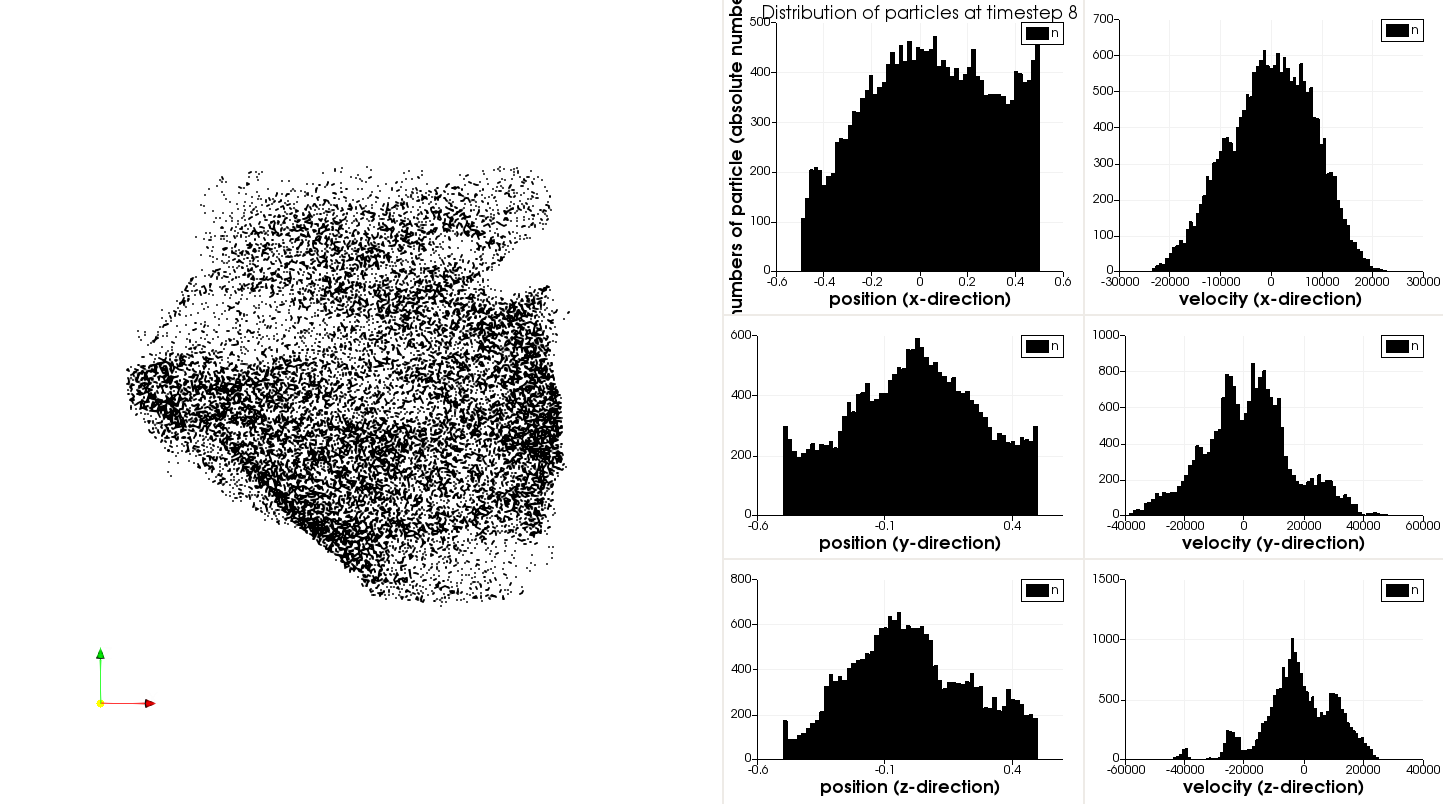 Distribution of particles at timestep 8
numbers of particle (absolute numbe
500
400
300
200
100
0
-0.6 -0.4 -0.2 0 0.2 0.4 0.6
position (x-direction)
n
700
600
500
400
300
200
100
0
-30000 -20000 -10000 0 10000 20000 30000
velocity (x-direction)
n
600
400
200
0
-0.6 -0.1 0.4
position (y-direction)
n
1000
800
600
400
200
0
-40000 -20000 0 20000 40000 60000
velocity (y-direction)
n
800
600
400
200
0
-0.6 -0.1 0.4
position (z-direction)
n
1500
1000
500
0
-60000 -40000 -20000 0 20000 40000
velocity (z-direction)
n